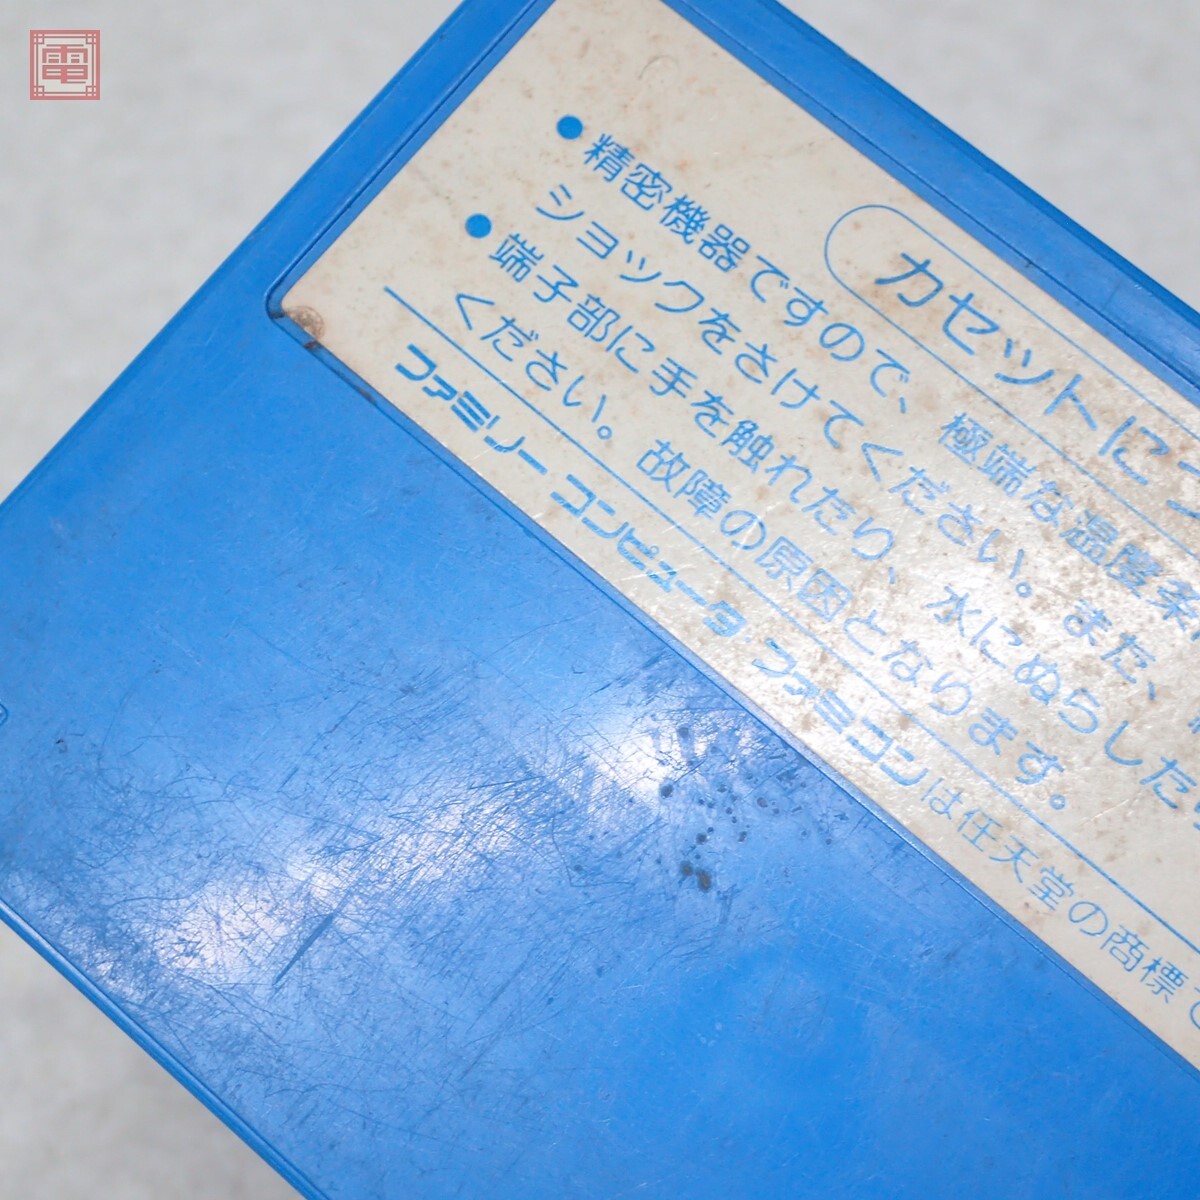 電
カセットに
●精密機器ですので、極端な温度条
ショックをさけてください。また、
●端子部に手を触れたり、水にぬらした
ください。故障の原因となります。
ファミリー コンピュータ・ファミコンは任天堂の商標で